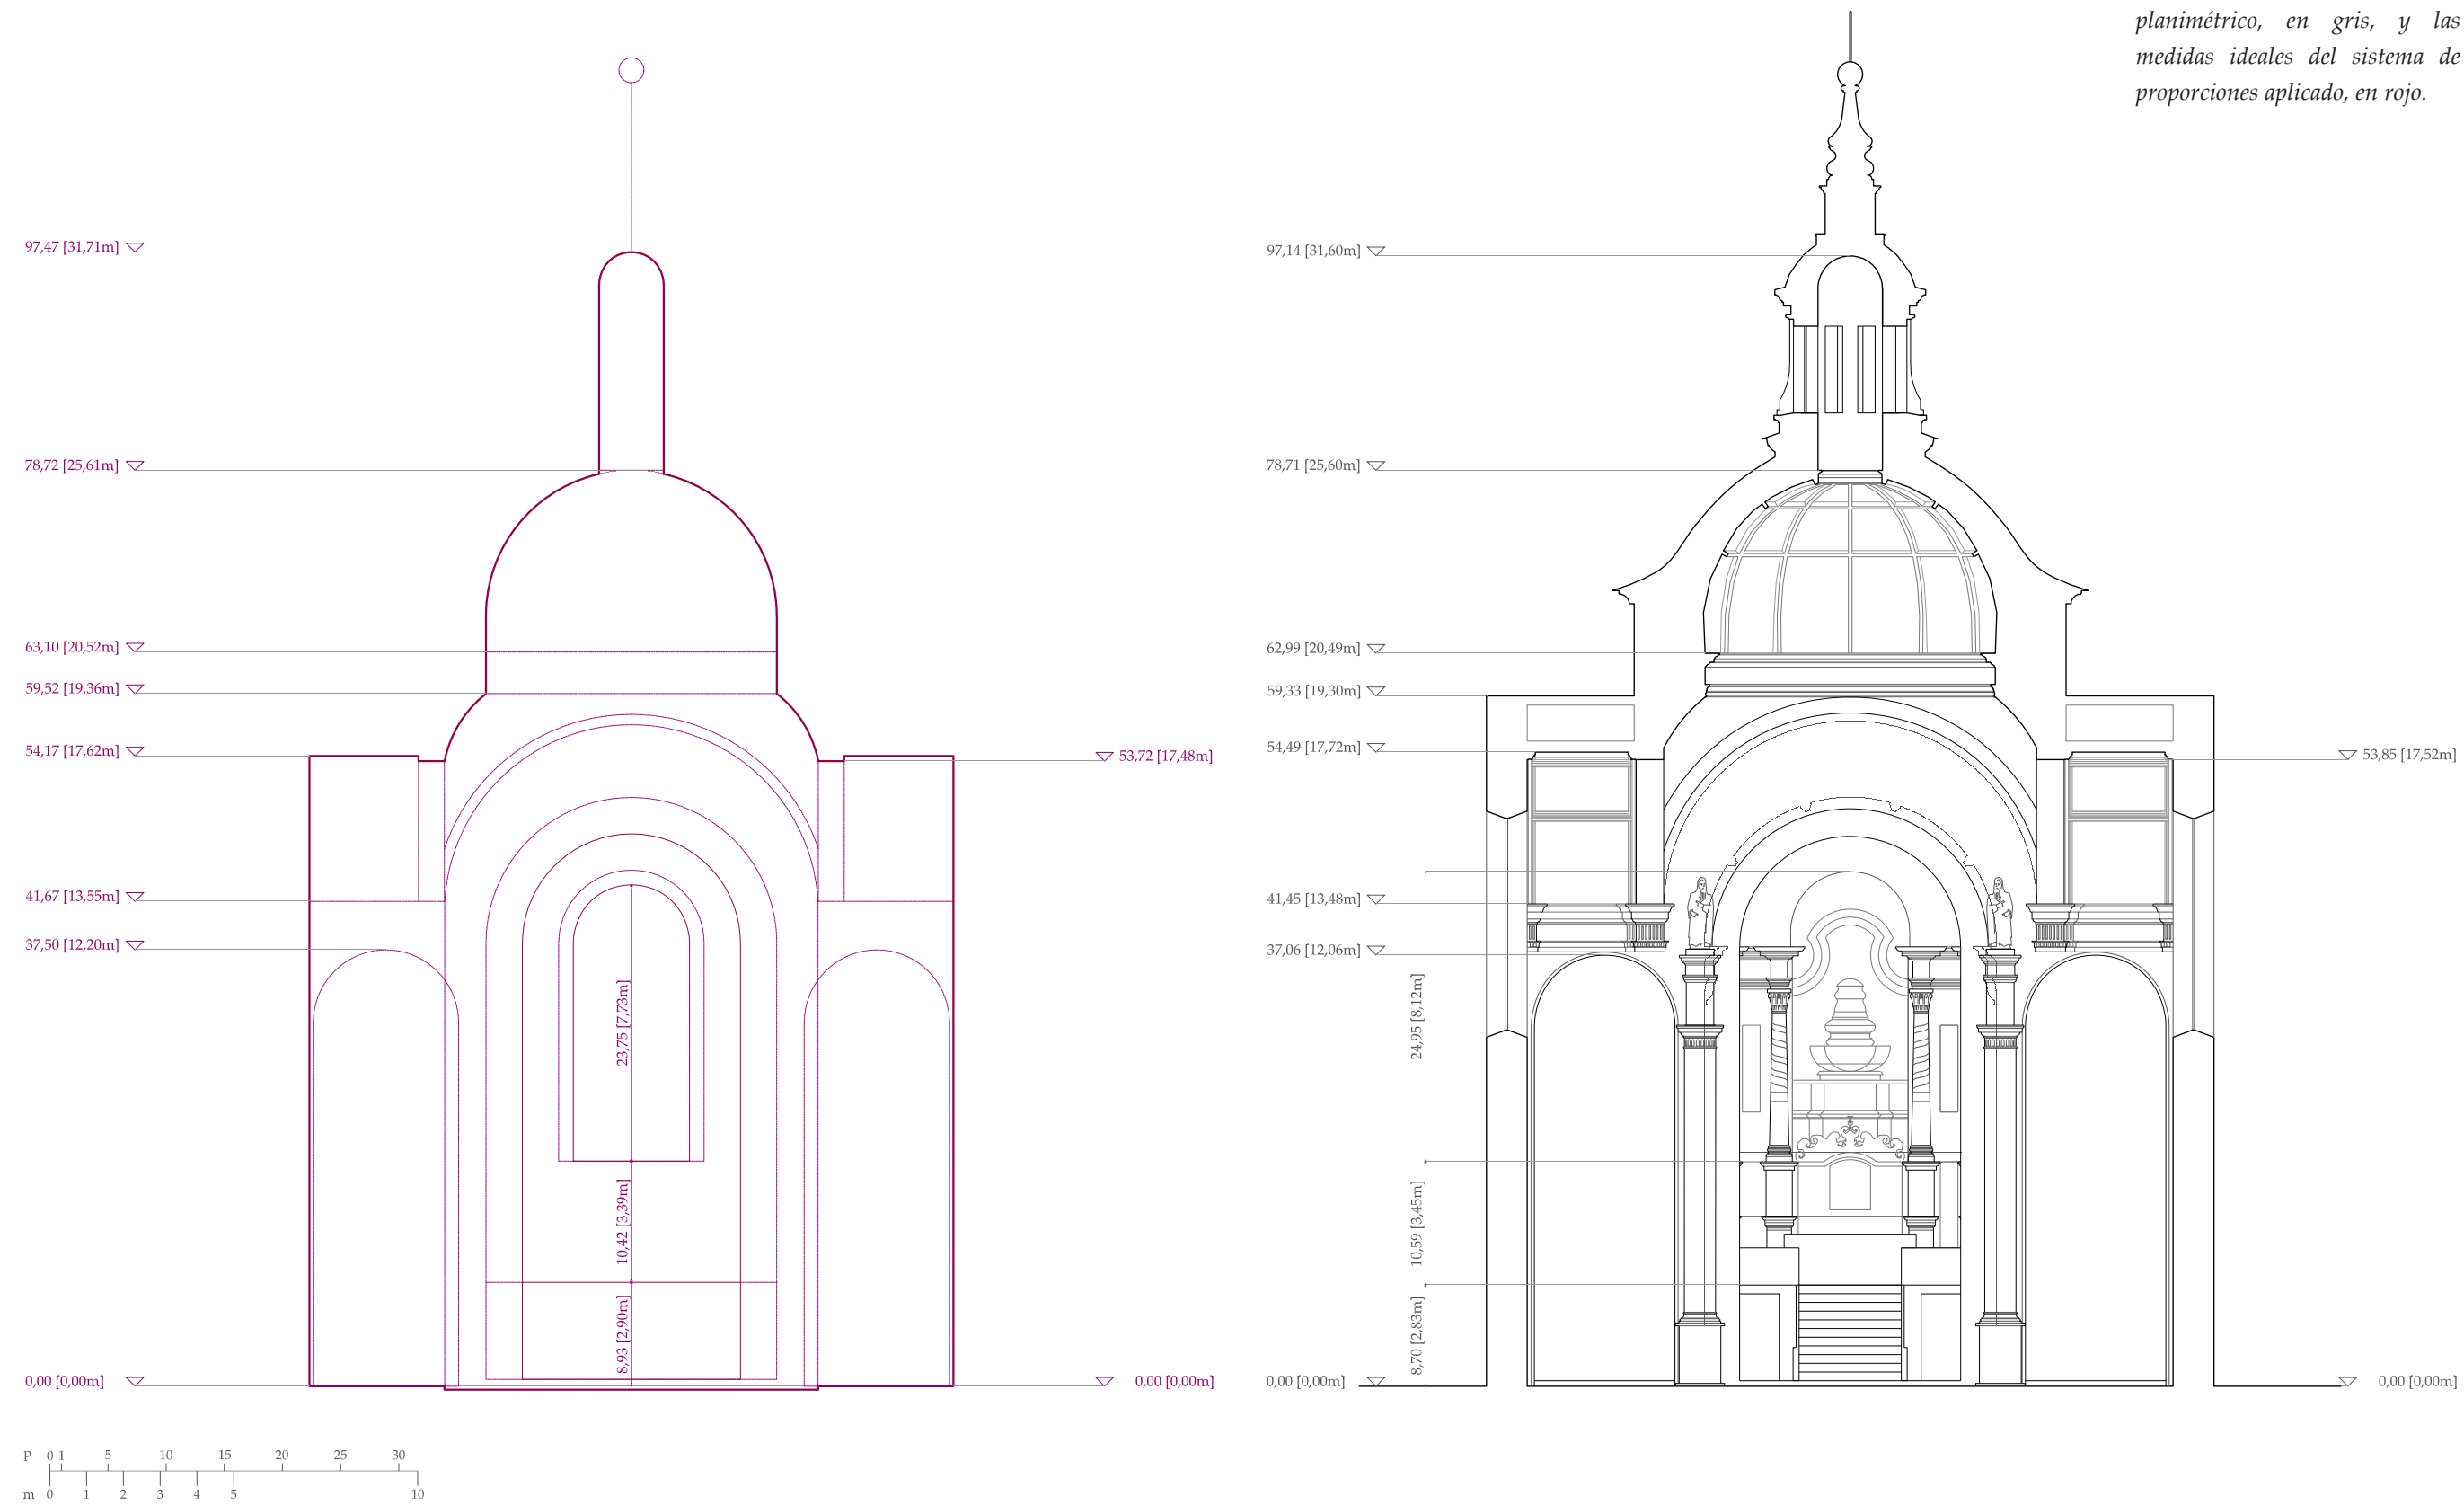 planimétrico, en gris, y las
medidas ideales del sistema de
proporciones aplicado, en rojo.
97,47 [31,71m]
78,72 [25,61m]
63,10 [20,52m]
59,52 [19,36m]
54,17 [17,62m]
53,72 [17,48m]
41,67 [13,55m]
37,50 [12,20m]
23,75 [7,73m]
10,42 [3,39m]
8,93 [2,90m]
0,00 [0,00m]
0,00 [0,00m]
97,14 [31,60m]
78,71 [25,60m]
62,99 [20,49m]
59,33 [19,30m]
54,49 [17,72m]
53,85 [17,52m]
41,45 [13,48m]
37,06 [12,06m]
24,95 [8,12m]
10,59 [3,45m]
8,70 [2,83m]
0,00 [0,00m]
0,00 [0,00m]
P 0 1 5 10 15 20 25 30
m 0 1 2 3 4 5 10